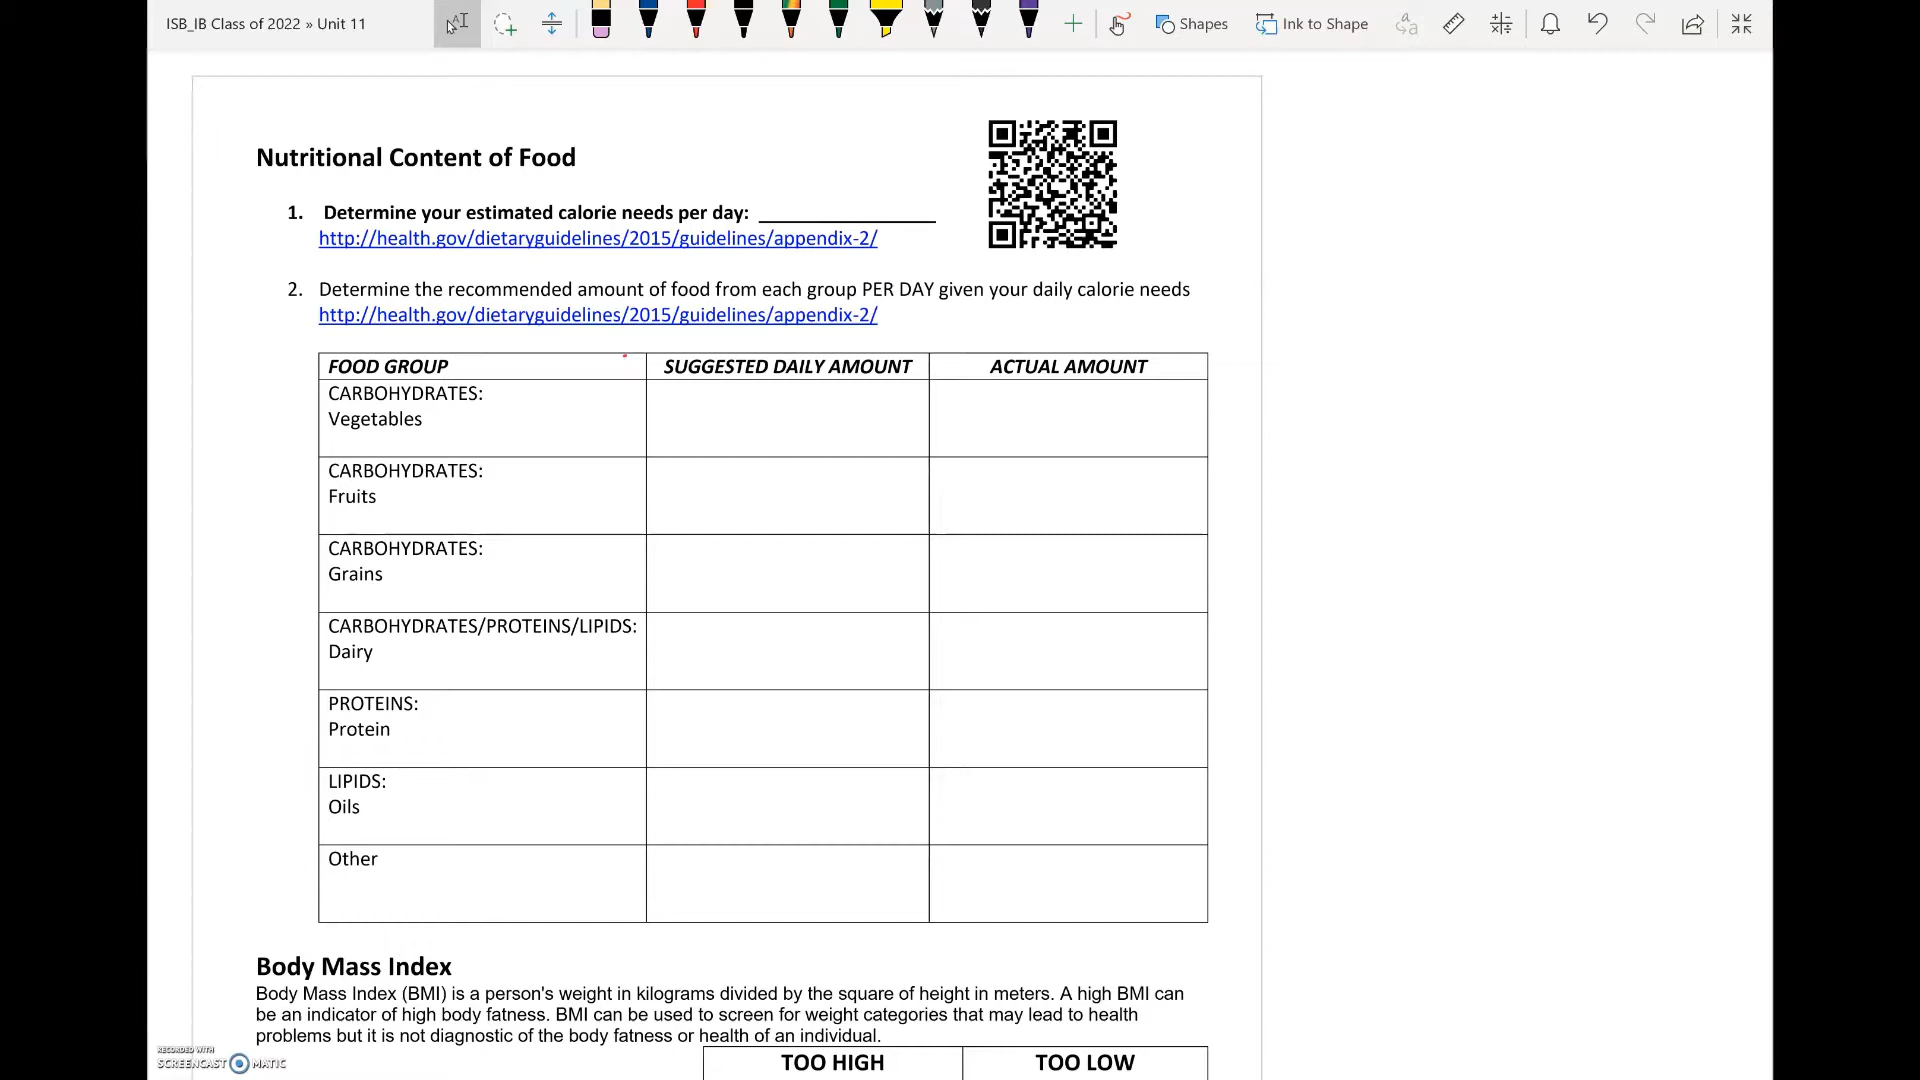 ISB_IB Class of 2022 » Unit 11
Shapes
Ink to Shape
Nutritional Content of Food
1. Determine your estimated calorie needs per day: ________________
http://health.gov/dietaryguidelines/2015/guidelines/appendix-2/
2. Determine the recommended amount of food from each group PER DAY given your daily calorie needs
http://health.gov/dietaryguidelines/2015/guidelines/appendix-2/
FOOD GROUP SUGGESTED DAILY AMOUNT ACTUAL AMOUNT
CARBOHYDRATES:
Vegetables
CARBOHYDRATES:
Fruits
CARBOHYDRATES:
Grains
CARBOHYDRATES/PROTEINS/LIPIDS:
Dairy
PROTEINS:
Protein
LIPIDS:
Oils
Other
Body Mass Index
Body Mass Index (BMI) is a person's weight in kilograms divided by the square of height in meters. A high BMI can
be an indicator of high body fatness. BMI can be used to screen for weight categories that may lead to health
problems but it is not diagnostic of the body fatness or health of an individual.
RECORDED WITH
SCREENCAST MATIC
TOO HIGH TOO LOW